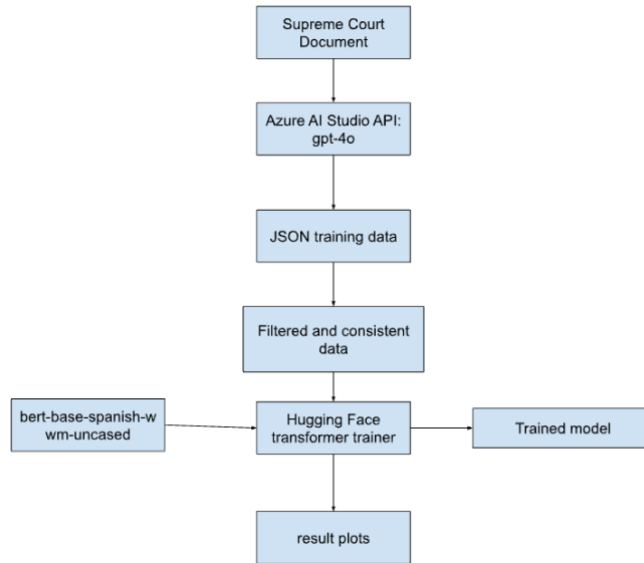 Supreme Court
Document
Azure AI Studio API:
gpt-4o
JSON training data
Filtered and consistent
data
bert-base-spanish-w
wm-uncased
Hugging Face
transformer trainer
Trained model
result plots